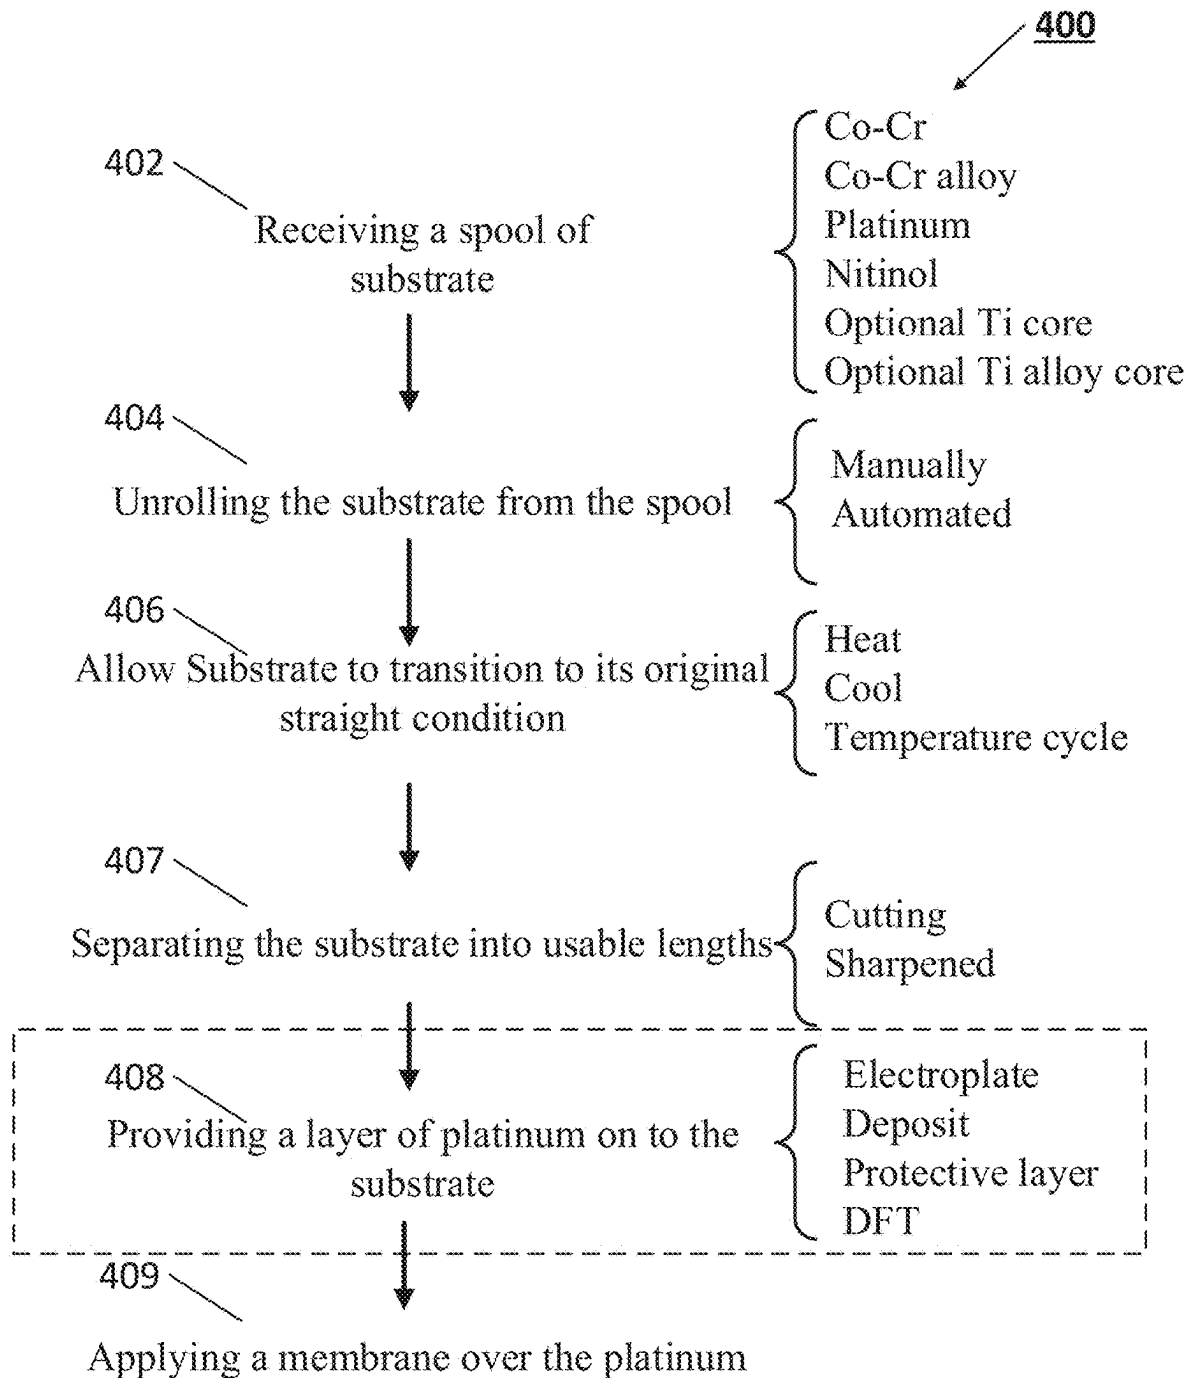 400
402
Receiving a spool of
substrate
Co-Cr
Co-Cr alloy
Platinum
Nitinol
Optional Ti core
Optional Ti alloy core
404
Unrolling the substrate from the spool
Manually
Automated
406
Allow Substrate to transition to its original
straight condition
Heat
Cool
Temperature cycle
407
Separating the substrate into usable lengths
Cutting
Sharpened
408
Providing a layer of platinum on to the
substrate
Electroplate
Deposit
Protective layer
DFT
409
Applying a membrane over the platinum